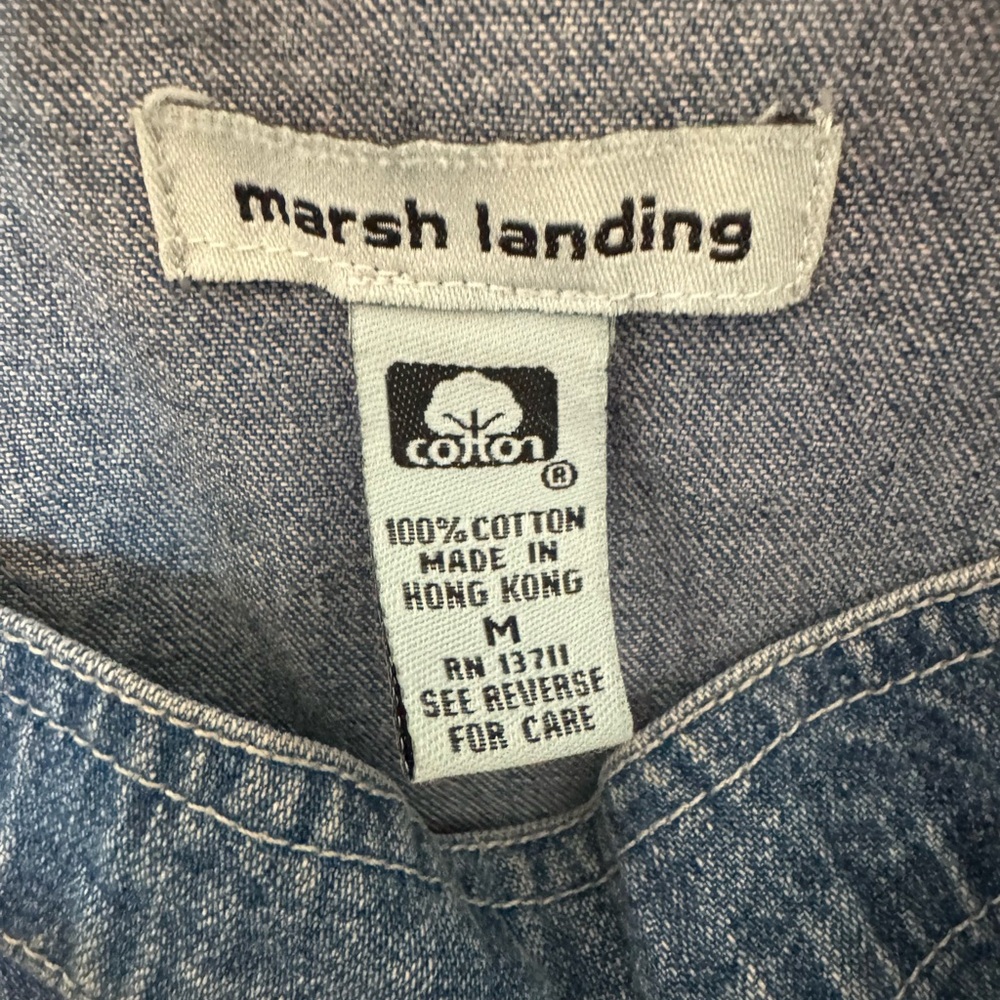 marsh landing
cotton
®
100% COTTON
MADE IN
HONG KONG
M
RN 13711
SEE REVERSE
FOR CARE